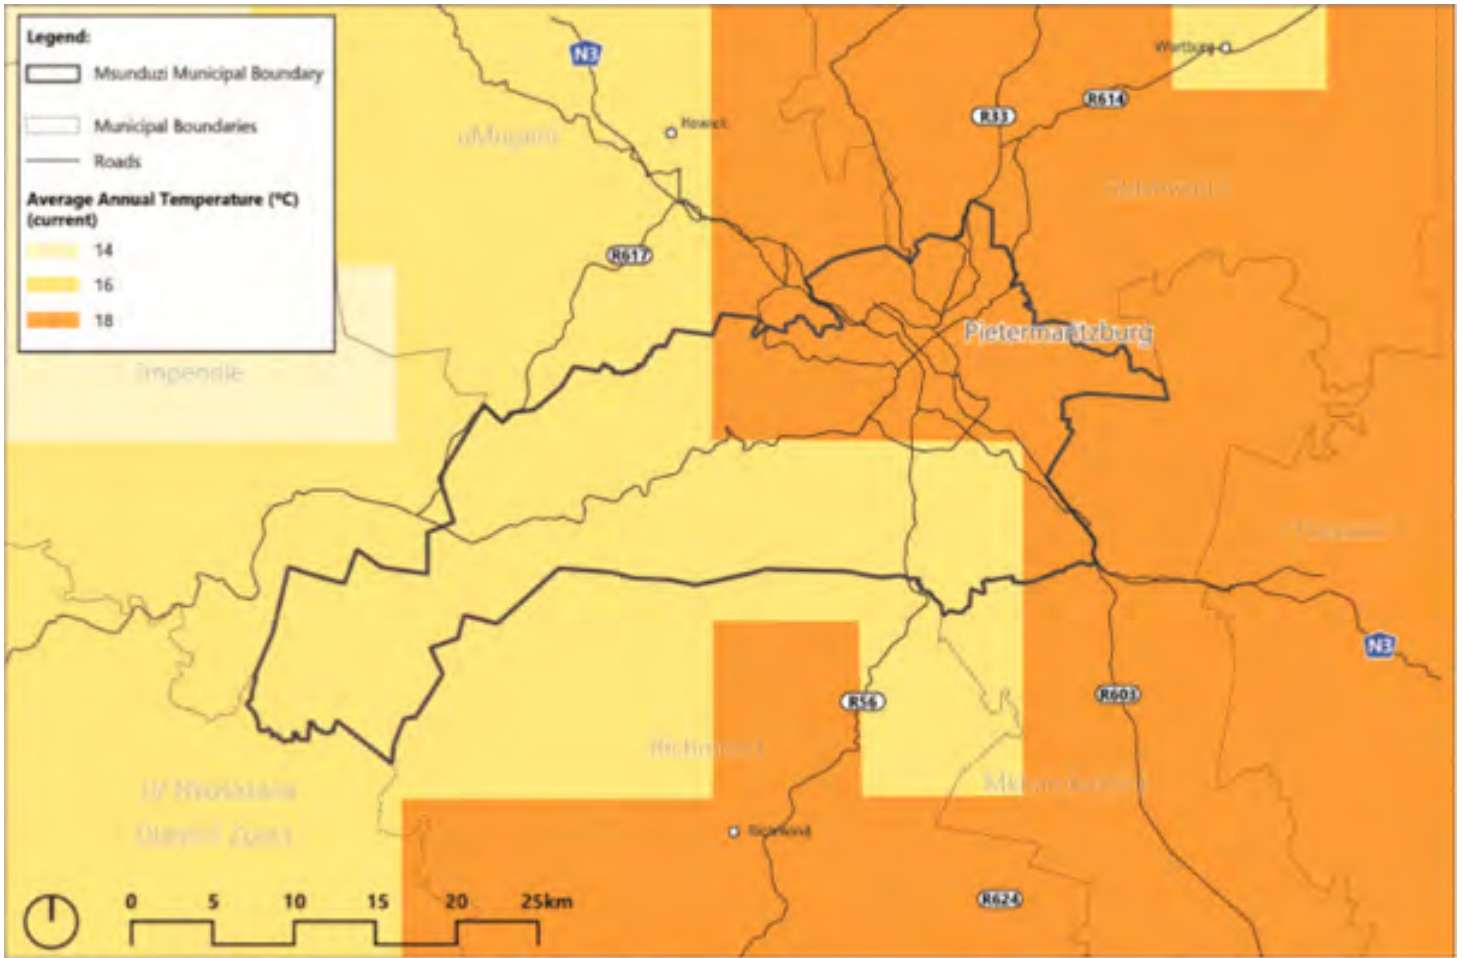 Legend:
Msunduzi Municipal Boundary
Municipal Boundaries
Roads
Average Annual Temperature (°C)
(current)
14
16
18
N3
Howick
uMngeni
R617
Impendle
R33
R614
Wartburg
Pietermaritzburg
N3
R56
R603
Richmond
Richmond
R624
0 5 10 15 20 25km